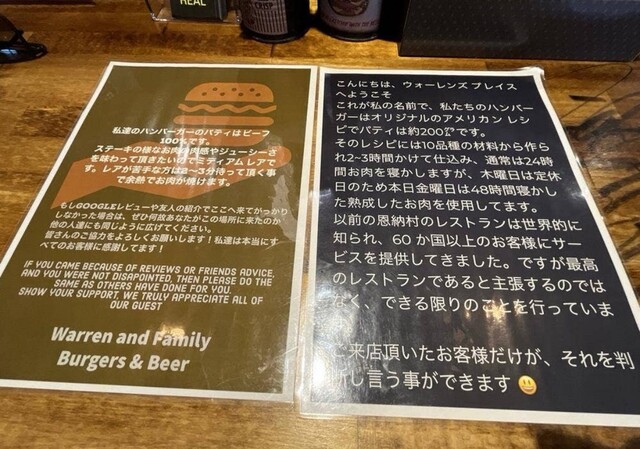 REAL
私達のハンバーガーのパティはビーフ
100%です。
ステーキの様なお肉の肉感やジューシーさ
を味わって頂きたいのでミディアム レアで
す。レアが苦手な方は2~3分待って頂く事
で余熱でお肉が焼けます。
もしGOOGLEレビューや友人の紹介でここへ来てがっかり
しなかった場合は、ぜひ何故あなたがこの場所に来たのか
他の人達にも同じように広げてください。
皆さんのご協力をよろしくお願いします!私達は本当にす
べてのお客様に感謝してます!
IF YOU CAME BECAUSE OF REVIEWS OR FRIENDS ADVICE,
AND YOU WERE NOT DISAPOINTED, THEN PLEASE DO THE
SAME AS OTHERS HAVE DONE FOR YOU.
SHOW YOUR SUPPORT, WE TRULY APPRECIATE ALL OF
OUR GUEST
Warren and Family
Burgers & Beer
こんにちは、ウォーレンズ プレイス
へようこそ
これが私の名前で、私たちのハンバー
ガーはオリジナルのアメリカン レシ
ピでパティは約200㌘です。
そのレシピには10品種の材料から作ら
れ2~3時間かけて仕込み、通常は24時
間お肉を寝かしますが、木曜日は定休
日のため本日金曜日は48時間寝かし
た熟成したお肉を使用してます。
以前の恩納村のレストランは世界的に
知られ、60 か国以上のお客様にサー
ビスを提供してきました。ですが最高
のレストランであると主張するのでは
なく、できる限りのことを行っていま
す
ご来店頂いたお客様だけが、それを判
断し言う事ができます 😃